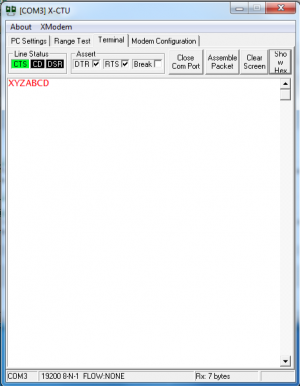 [COM3] X-CTU
About XModem
PC Settings Range Test Terminal Modem Configuration
Line Status Assert
CTS CD DSR DTR RTS Break
Close Com Port
Assemble Packet
Clear Screen
Sho w Hex
XYZABCD
COM3 19200 8-N-1 FLOW:NONE Rx: 7 bytes